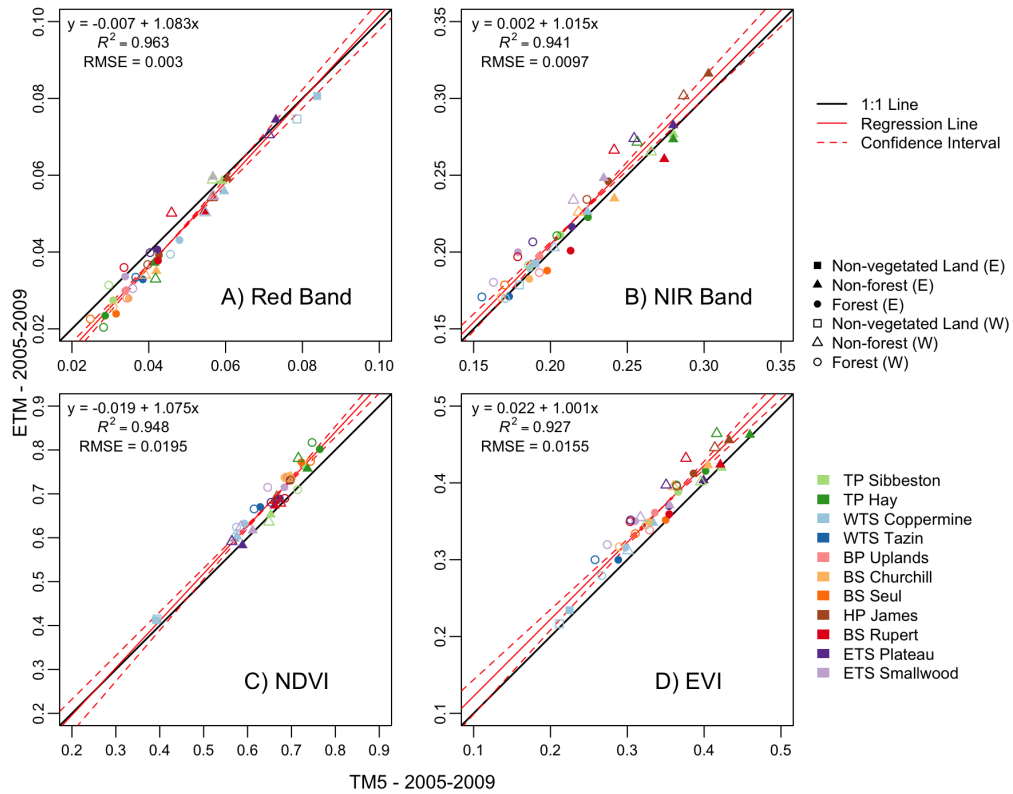 y = -0.007 + 1.083x
R² = 0.963
RMSE = 0.003
A) Red Band
0.02 0.04 0.06 0.08 0.10
0.02 0.04 0.06 0.08 0.10
y = 0.002 + 1.015x
R² = 0.941
RMSE = 0.0097
B) NIR Band
0.15 0.20 0.25 0.30 0.35
0.15 0.20 0.25 0.30 0.35
1:1 Line
Regression Line
Confidence Interval
Non-vegetated Land (E)
Non-forest (E)
Forest (E)
Non-vegetated Land (W)
Non-forest (W)
Forest (W)
ETM - 2005-2009
y = -0.019 + 1.075x
R² = 0.948
RMSE = 0.0195
C) NDVI
0.2 0.3 0.4 0.5 0.6 0.7 0.8 0.9
0.2 0.3 0.4 0.5 0.6 0.7 0.8 0.9
y = 0.022 + 1.001x
R² = 0.927
RMSE = 0.0155
D) EVI
0.1 0.2 0.3 0.4 0.5
0.1 0.2 0.3 0.4 0.5
TP Sibbeston
TP Hay
WTS Coppermine
WTS Tazin
BP Uplands
BS Churchill
BS Seul
HP James
BS Rupert
ETS Plateau
ETS Smallwood
TM5 - 2005-2009